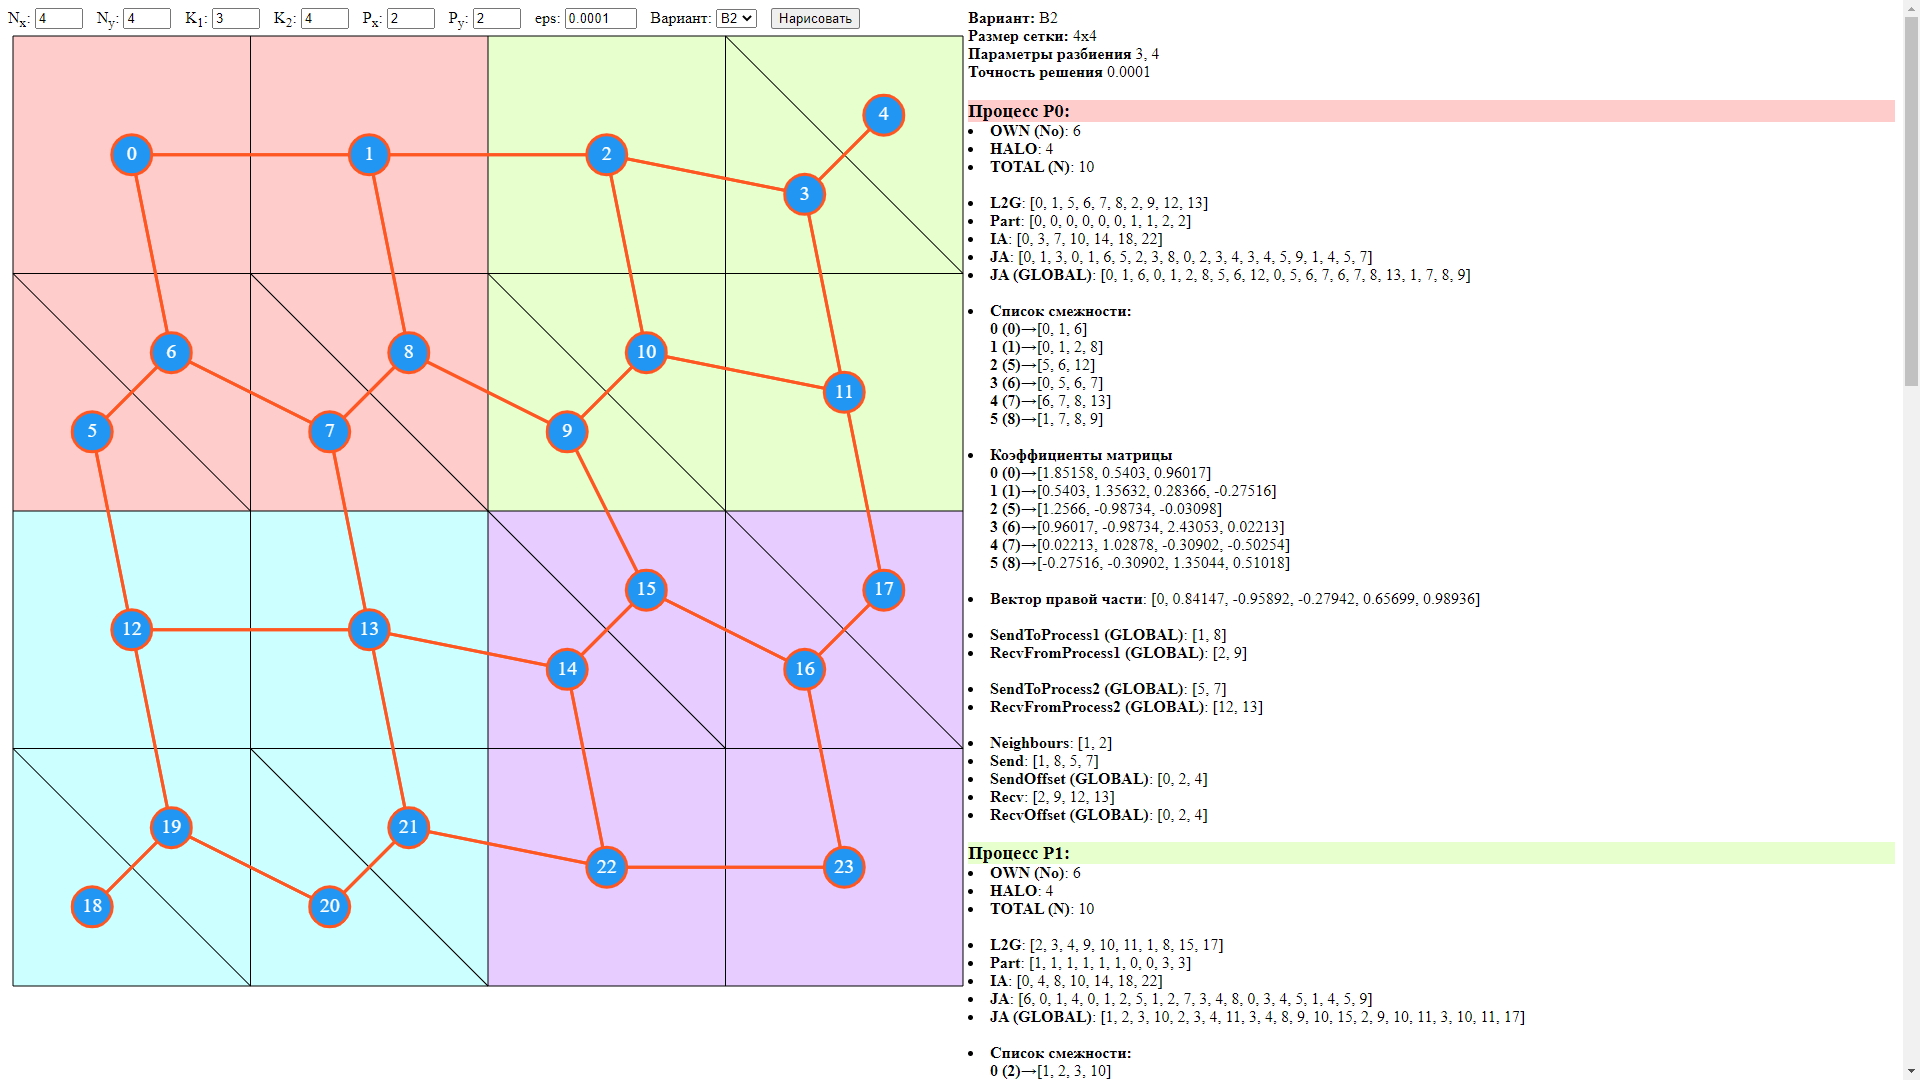 Nx: 4 Ny: 4 K1: 3 K2: 4 Px: 2 Py: 2 eps: 0.0001 Вариант: B2 Нарисовать
0
1
2
3
4
5
6
7
8
9
10
11
12
13
14
15
16
17
18
19
20
21
22
23
Вариант: B2
Размер сетки: 4x4
Параметры разбиения 3, 4
Точность решения 0.0001
Процесс P0:
• OWN (No): 6
• HALO: 4
• TOTAL (N): 10
• L2G: [0, 1, 5, 6, 7, 8, 2, 9, 12, 13]
• Part: [0, 0, 0, 0, 0, 0, 1, 1, 2, 2]
• IA: [0, 3, 7, 10, 14, 18, 22]
• JA: [0, 1, 3, 0, 1, 6, 5, 2, 3, 8, 0, 2, 3, 4, 3, 4, 5, 9, 1, 4, 5, 7]
• JA (GLOBAL): [0, 1, 6, 0, 1, 2, 8, 5, 6, 12, 0, 5, 6, 7, 6, 7, 8, 13, 1, 7, 8, 9]
• Список смежности:
0 (0)→[0, 1, 6]
1 (1)→[0, 1, 2, 8]
2 (5)→[5, 6, 12]
3 (6)→[0, 5, 6, 7]
4 (7)→[6, 7, 8, 13]
5 (8)→[1, 7, 8, 9]
• Коэффициенты матрицы
0 (0)→[1.85158, 0.5403, 0.96017]
1 (1)→[0.5403, 1.35632, 0.28366, -0.27516]
2 (5)→[1.2566, -0.98734, -0.03098]
3 (6)→[0.96017, -0.98734, 2.43053, 0.02213]
4 (7)→[0.02213, 1.02878, -0.30902, -0.50254]
5 (8)→[-0.27516, -0.30902, 1.35044, 0.51018]
• Вектор правой части: [0, 0.84147, -0.95892, -0.27942, 0.65699, 0.98936]
• SendToProcess1 (GLOBAL): [1, 8]
• RecvFromProcess1 (GLOBAL): [2, 9]
• SendToProcess2 (GLOBAL): [5, 7]
• RecvFromProcess2 (GLOBAL): [12, 13]
• Neighbours: [1, 2]
• Send: [1, 8, 5, 7]
• SendOffset (GLOBAL): [0, 2, 4]
• Recv: [2, 9, 12, 13]
• RecvOffset (GLOBAL): [0, 2, 4]
Процесс P1:
• OWN (No): 6
• HALO: 4
• TOTAL (N): 10
• L2G: [2, 3, 4, 9, 10, 11, 1, 8, 15, 17]
• Part: [1, 1, 1, 1, 1, 1, 0, 0, 3, 3]
• IA: [0, 4, 8, 10, 14, 18, 22]
• JA: [6, 0, 1, 4, 0, 1, 2, 5, 1, 2, 7, 3, 4, 8, 0, 3, 4, 5, 1, 4, 5, 9]
• JA (GLOBAL): [1, 2, 3, 10, 2, 3, 4, 11, 3, 4, 8, 9, 10, 15, 2, 9, 10, 11, 3, 10, 11, 17]
• Список смежности:
0 (2)→[1, 2, 3, 10]